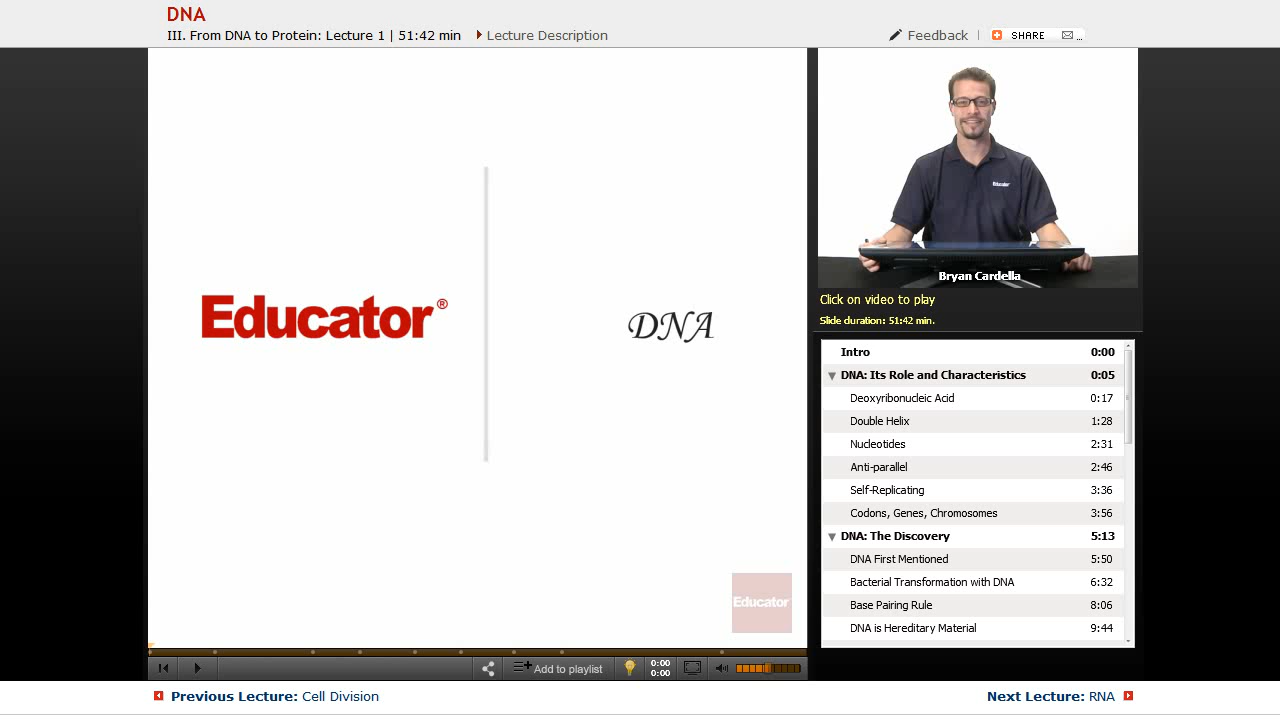 DNA
III. From DNA to Protein: Lecture 1 | 51:42 min Lecture Description
Feedback | SHARE ...
Educator®
DNA
Educator
Educator
Bryan Cardella
Click on video to play
Slide duration: 51:42 min.
Intro 0:00
DNA: Its Role and Characteristics 0:05
Deoxyribonucleic Acid 0:17
Double Helix 1:28
Nucleotides 2:31
Anti-parallel 2:46
Self-Replicating 3:36
Codons, Genes, Chromosomes 3:56
DNA: The Discovery 5:13
DNA First Mentioned 5:50
Bacterial Transformation with DNA 6:32
Base Pairing Rule 8:06
DNA is Hereditary Material 9:44
Add to playlist
0:00
0:00
Previous Lecture: Cell Division
Next Lecture: RNA